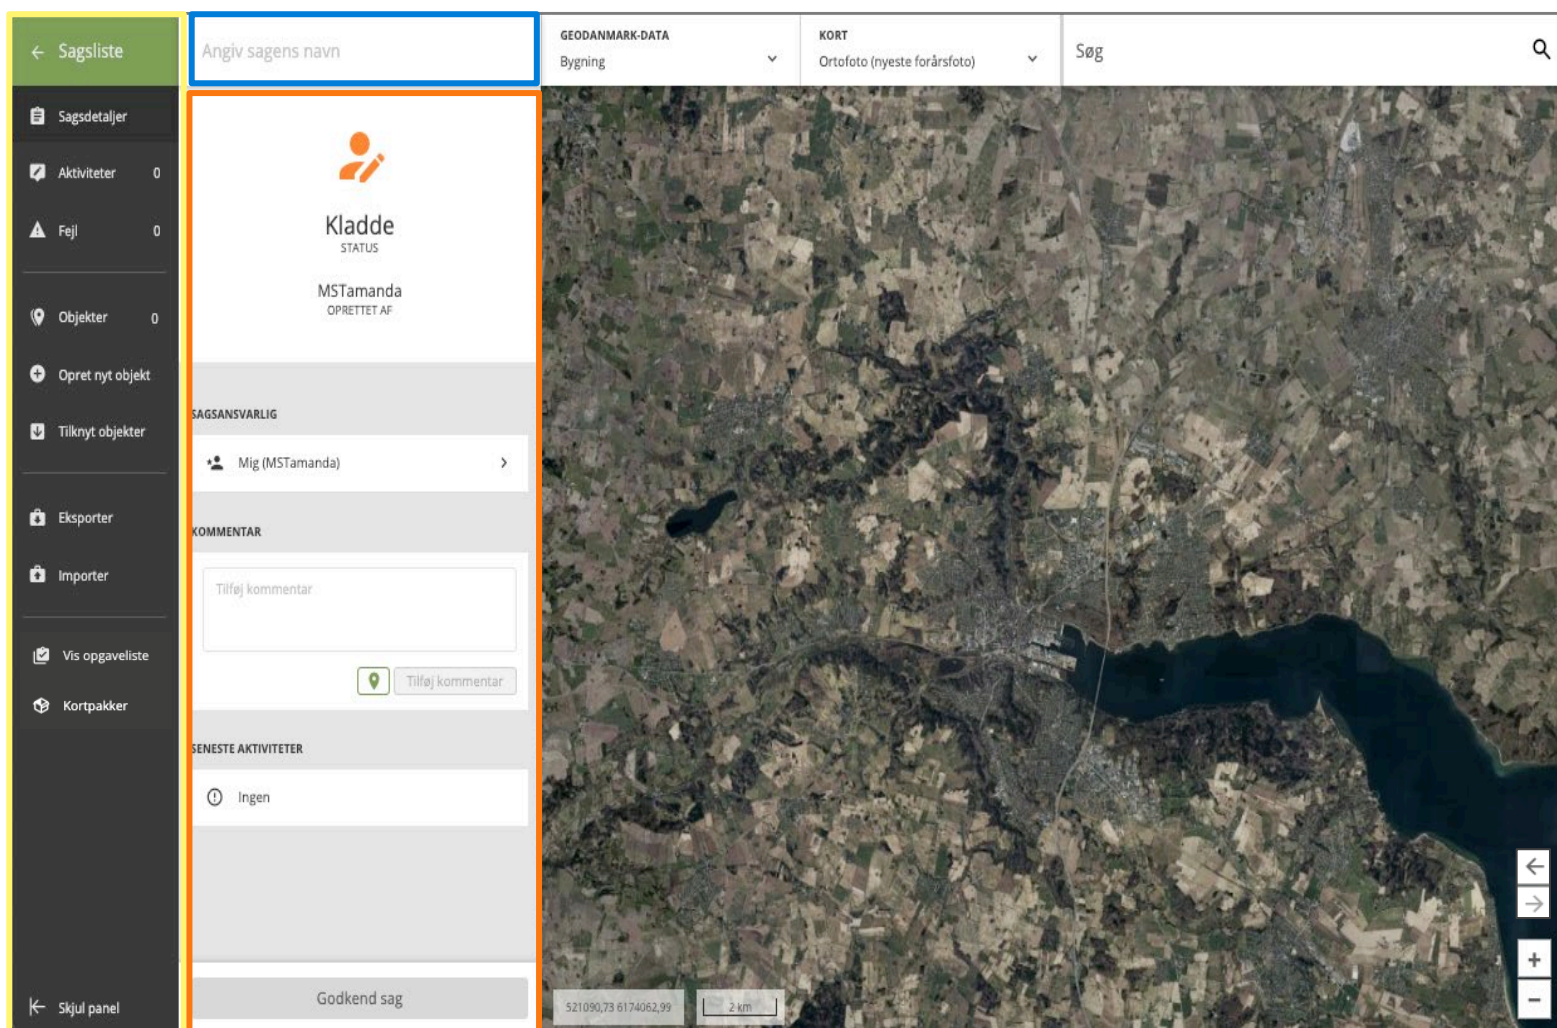 Sagsliste
Angiv sagens navn
GEODANMARK-DATA
Bygning
KORT
Ortofoto (nyeste forårsfoto)
Søg
Sagsdetaljer
Aktiviteter 0
Fejl 0
Objekter 0
Opret nyt objekt
Tilknyt objekter
Eksporter
Importer
Vis opgaveliste
Kortpakker
Skjul panel
Kladde
STATUS
MSTamanda
OPRETTET AF
SAGSANSVARLIG
Mig (MSTamanda)
KOMMENTAR
Tilføj kommentar
Tilføj kommentar
SENESTE AKTIVITETER
Ingen
Godkend sag
521090,73 6174062,99
2 km